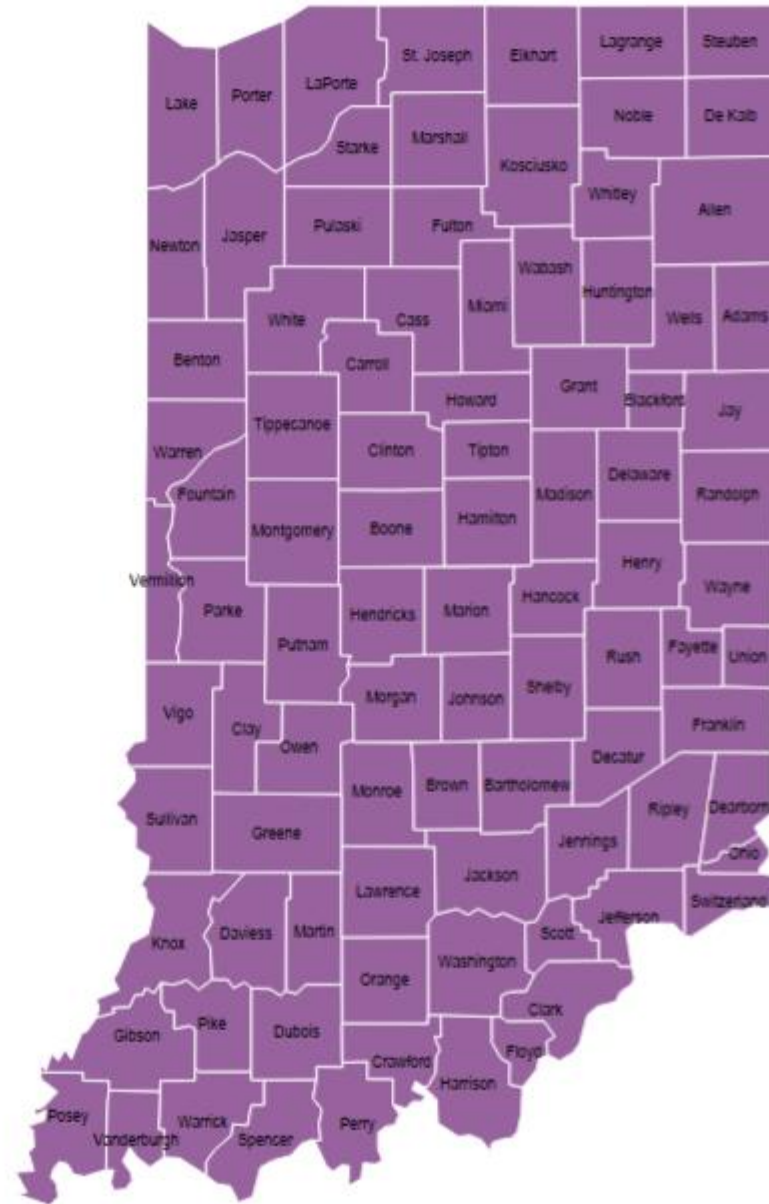 St. Joseph
Elkhart
Lagrange
Steuben
LaPorte
Porter
Lake
Noble
De Kalb
Starke
Marshall
Kosciusko
Whitley
Allen
Newton
Jasper
Pulaski
Fulton
Wabash
Huntington
Miami
White
Cass
Wells
Adams
Benton
Carroll
Grant
Howard
Blackford
Jay
Tippecanoe
Warren
Clinton
Tipton
Delaware
Fountain
Madison
Randolph
Montgomery
Boone
Hamilton
Henry
Vermillion
Wayne
Parke
Hendricks
Marion
Hancock
Putnam
Rush
Fayette
Union
Vigo
Morgan
Johnson
Shelby
Clay
Owen
Franklin
Monroe
Brown
Bartholomew
Decatur
Sullivan
Greene
Ripley
Dearborn
Jennings
Ohio
Lawrence
Jackson
Switzerland
Knox
Daviess
Martin
Scott
Jefferson
Orange
Washington
Clark
Gibson
Pike
Dubois
Floyd
Crawford
Harrison
Posey
Vanderburgh
Warrick
Spencer
Perry